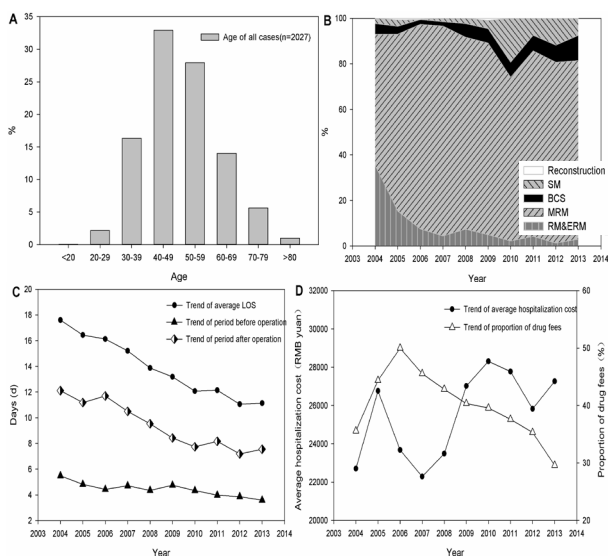 A
35
30
25
20
15
10
5
0
%
Age of all cases(n=2027)
<20 20-29 30-39 40-49 50-59 60-69 70-79 >80
Age
B
100
80
60
40
20
0
%
Reconstruction
SM
BCS
MRM
RM&ERM
2003 2004 2005 2006 2007 2008 2009 2010 2011 2012 2013 2014
Year
C
20
18
16
14
12
10
8
6
4
2
Days (d)
Trend of average LOS
Trend of period before operation
Trend of period after operation
2003 2004 2005 2006 2007 2008 2009 2010 2011 2012 2013 2014
Year
D
32000
30000
28000
26000
24000
22000
20000
Average hospitalization cost（RMB yuan）
Trend of average hospitalization cost
Trend of proportion of drug fees
60
50
40
30
20
Proportion of drug fees（%）
2003 2004 2005 2006 2007 2008 2009 2010 2011 2012 2013 2014
Year